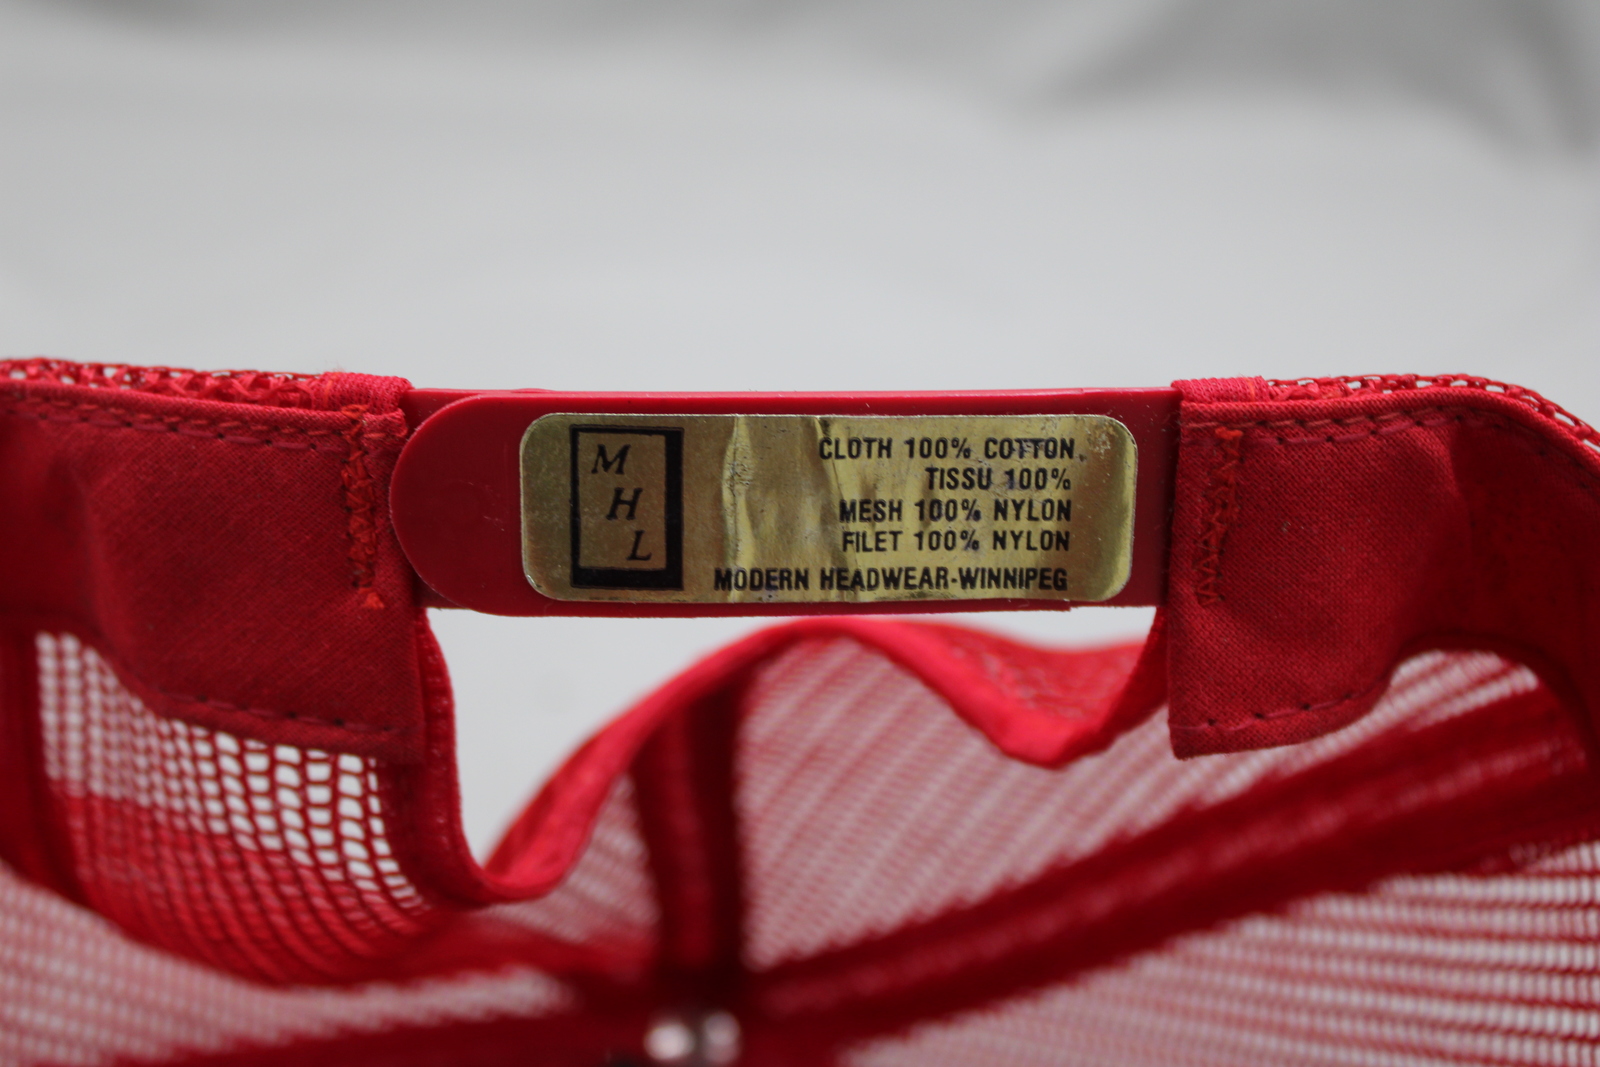 M
H
L
CLOTH 100% COTTON.
TISSU 100%
MESH 100% NYLON
FILET 100% NYLON
MODERN HEADWEAR-WINNIPEG